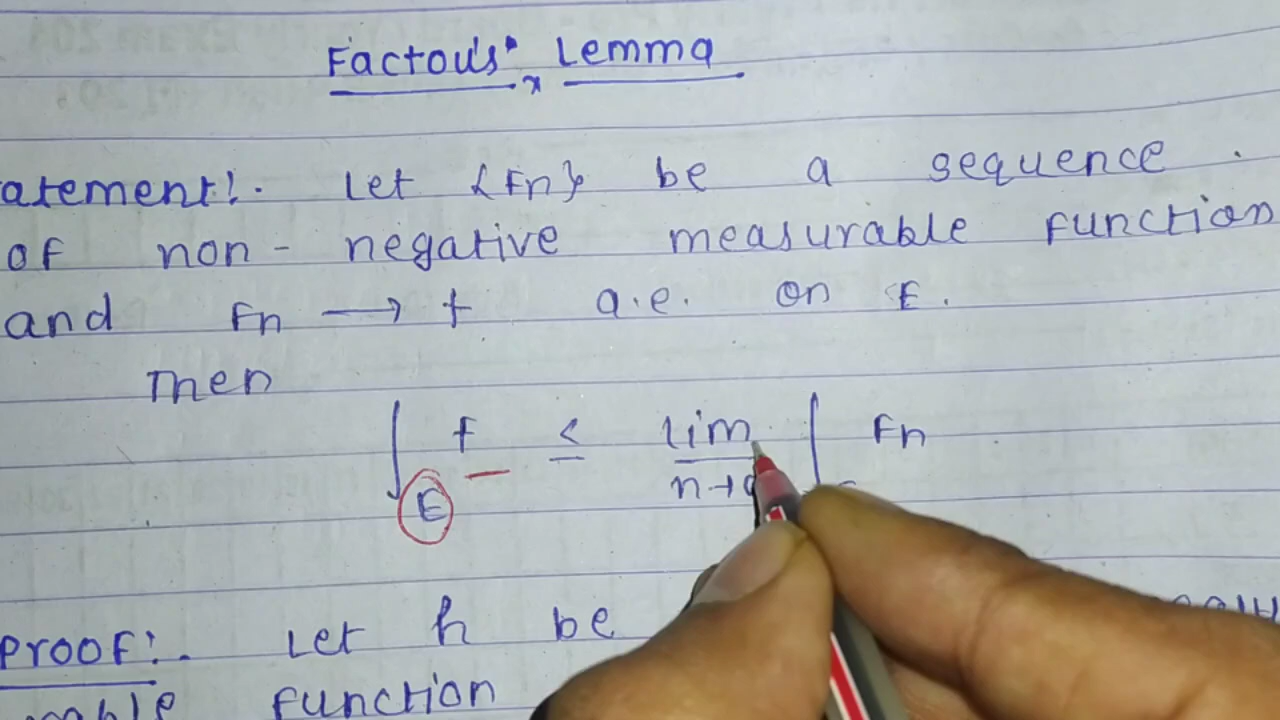 Factou's Lemma
atement!. Let {Fn} be a sequence.
of non-negative measurable function
and Fn → f a.e. on E.
Then
∫E f ≤ lim n→ ∫ Fn
Proof!. Let h be
function